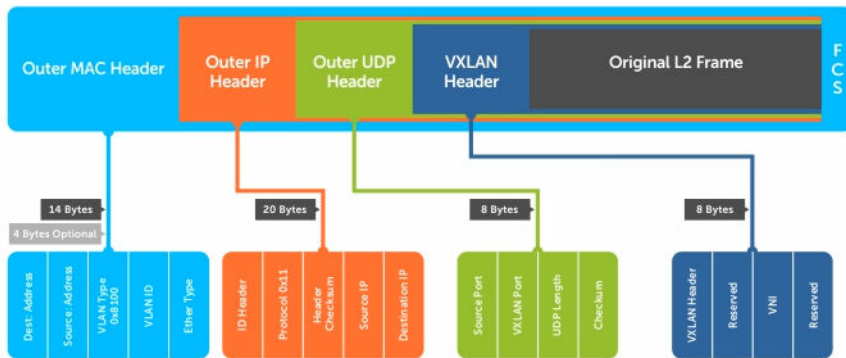 Outer MAC Header
Outer IP
Header
Outer UDP
Header
VXLAN
Header
Original L2 Frame
F
C
S
14 Bytes
4 Bytes Optional
20 Bytes
8 Bytes
8 Bytes
Dest: Address
Source: Address
VLAN Type
0x8100
VLAN ID
Ether Type
ID Header
Protocol 0x11
Header
Checksum
Source IP
Destination IP
Source Port
VXLAN Port
UDP Length
Checkum
VXLAN Header
Reserved
VNI
Reserved